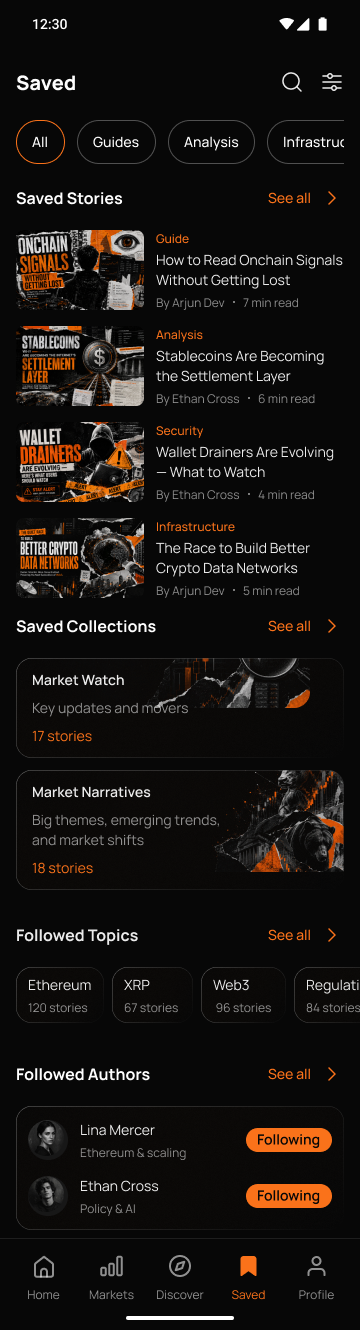 12:30
Saved
All
Guides
Analysis
Infrastruc
Saved Stories
See all
ONCHAIN
SIGNALS
WITHOUT
GETTING LOST
Guide
How to Read Onchain Signals
Without Getting Lost
By Arjun Dev • 7 min read
STABLECOINS
SETTLEMENT
LAYER
Analysis
Stablecoins Are Becoming
the Settlement Layer
By Ethan Cross • 6 min read
WALLET
DRAINERS
ARE EVOLVING —
Security
Wallet Drainers Are Evolving
— What to Watch
By Ethan Cross • 4 min read
BETTER CRYPTO
DATA NETWORKS
Infrastructure
The Race to Build Better
Crypto Data Networks
By Arjun Dev • 5 min read
Saved Collections
See all
Market Watch
Key updates and movers
17 stories
Market Narratives
Big themes, emerging trends,
and market shifts
18 stories
Followed Topics
See all
Ethereum
120 stories
XRP
67 stories
Web3
96 stories
Regulati
84 stories
Followed Authors
See all
Lina Mercer
Ethereum & scaling
Following
Ethan Cross
Policy & AI
Following
Home
Markets
Discover
Saved
Profile